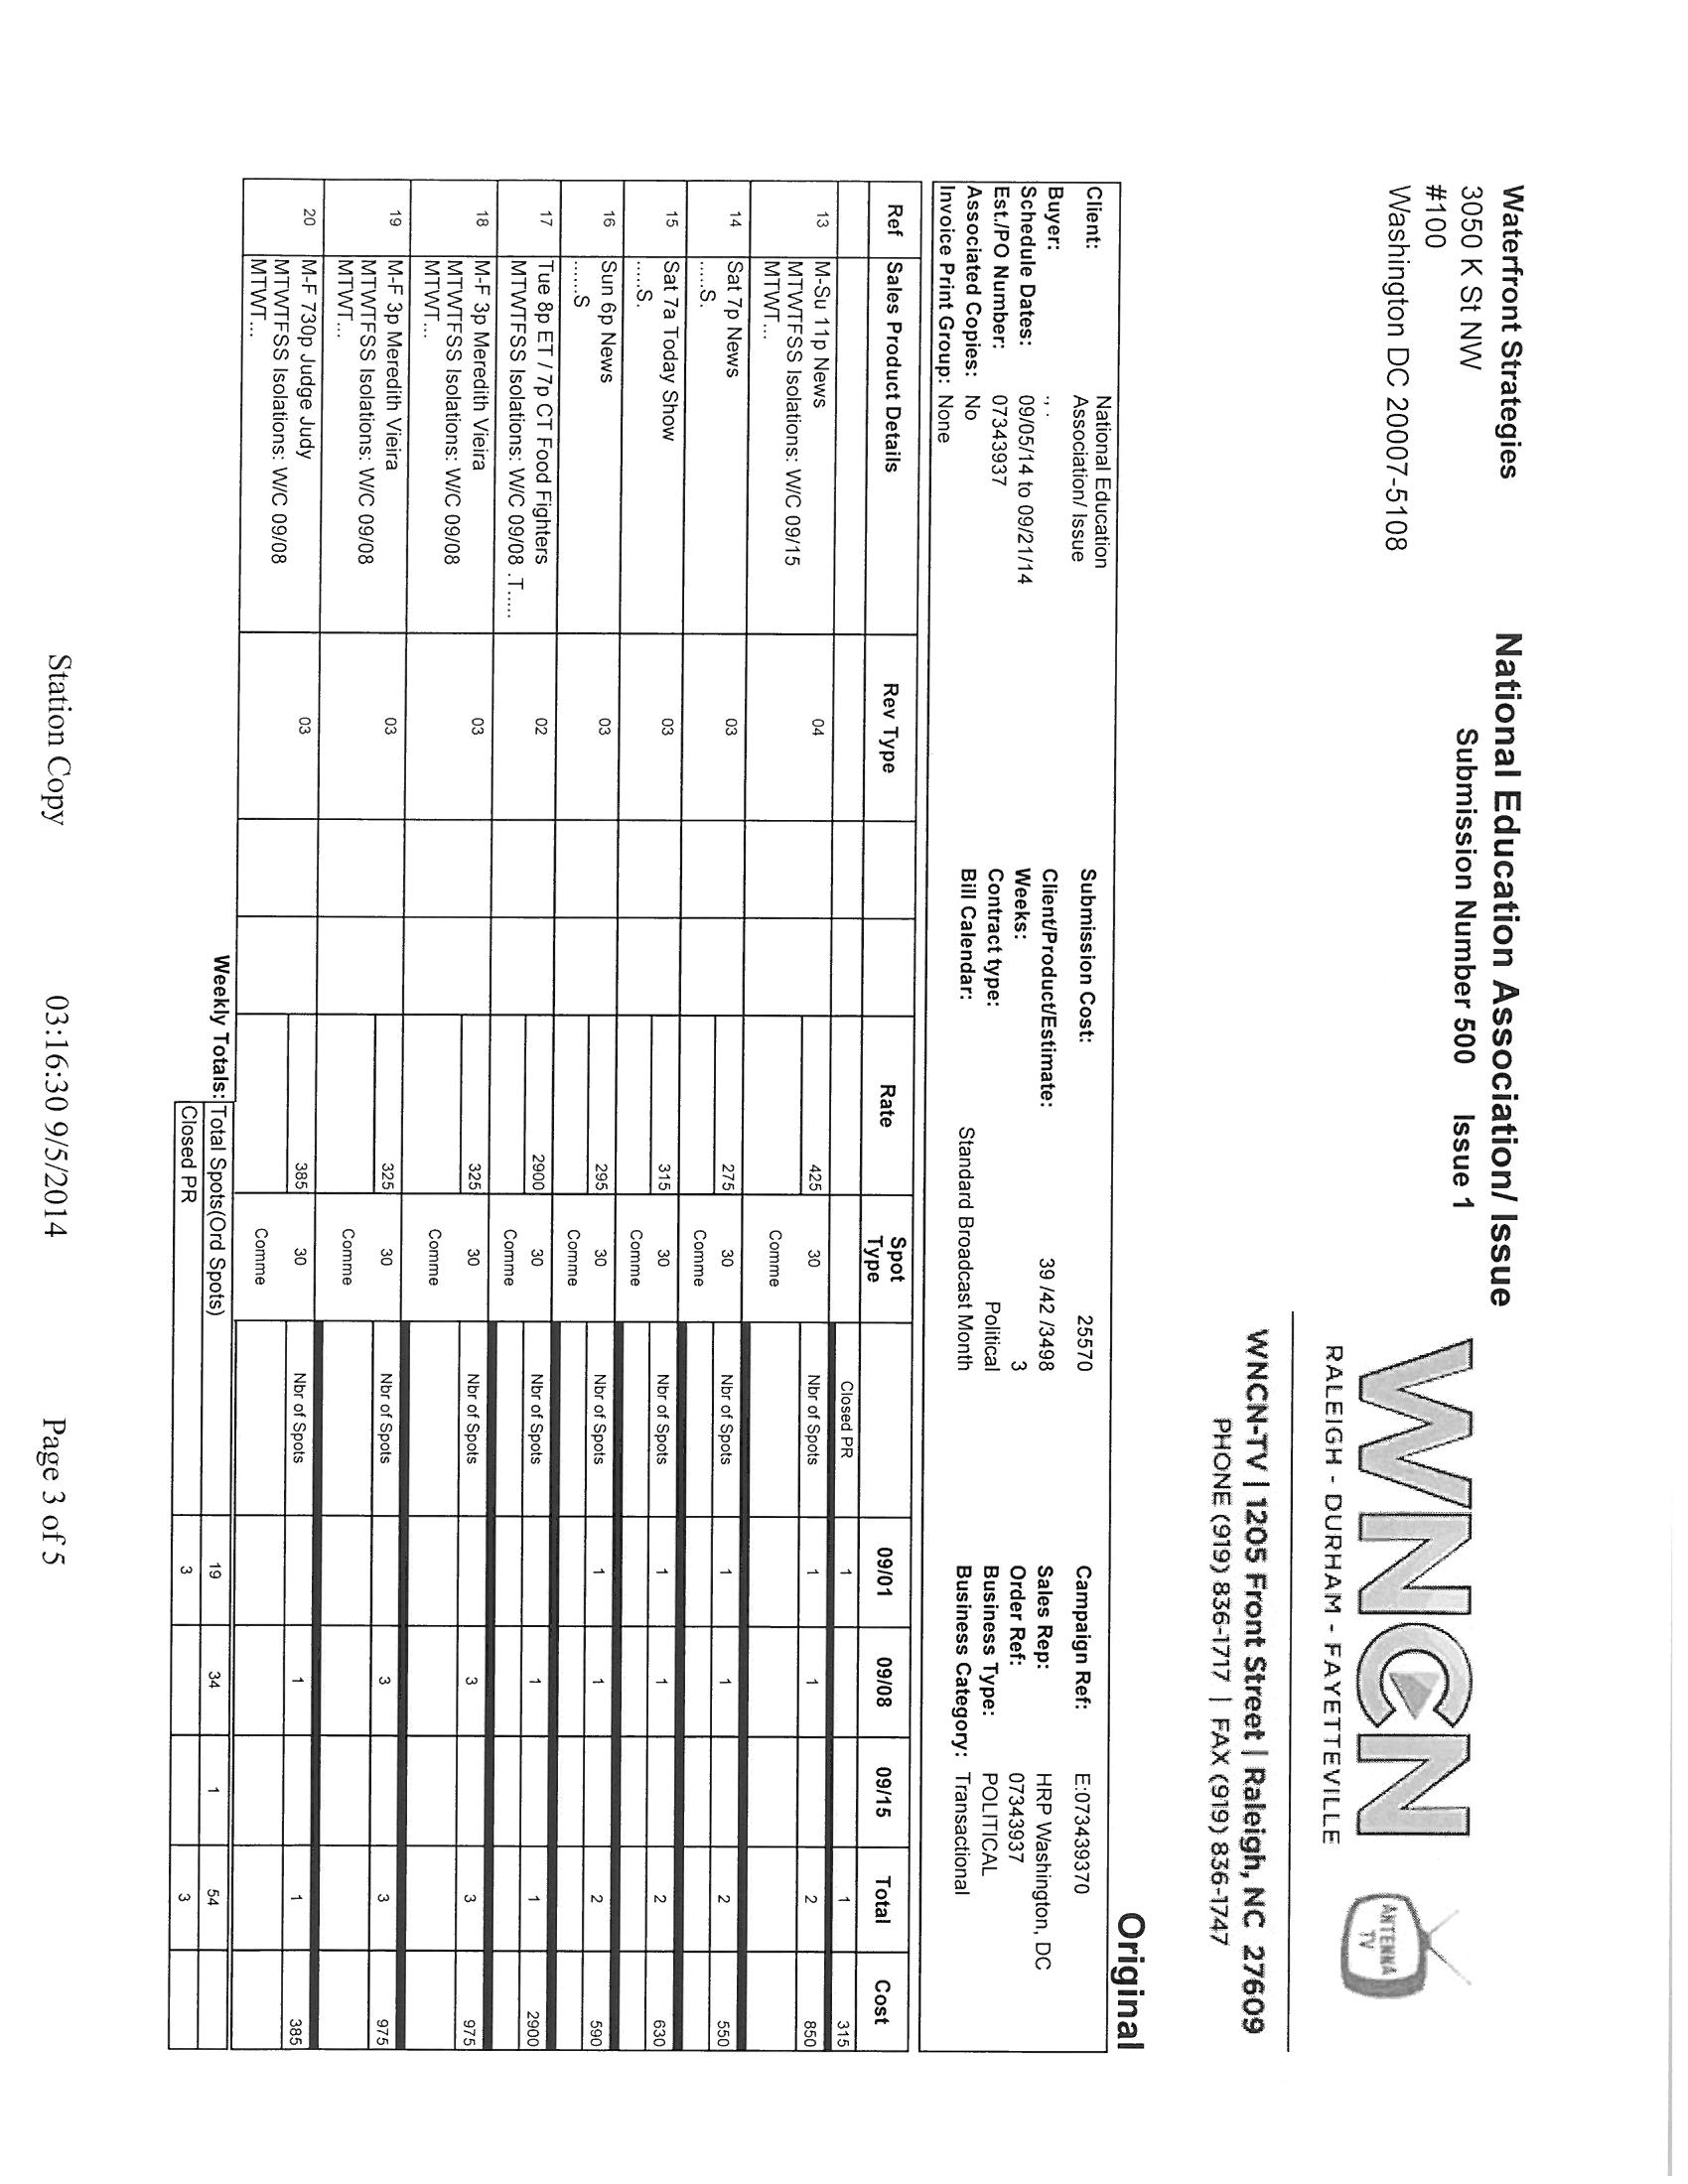 Waterfront Strategies
3050 K St NW
#100
Washington DC 20007-5108
National Education Association/ Issue
Submission Number 500 Issue 1
WNCN
RALEIGH - DURHAM - FAYETTEVILLE
ANTENNA
TV
WNCN-TV | 1205 Front Street | Raleigh, NC 27609
PHONE (919) 836-1717 | FAX (919) 836-1747
Original
Client: National Education
Association/ Issue
Buyer: ., .
Schedule Dates: 09/05/14 to 09/21/14
Est./PO Number: 07343937
Associated Copies: No
Invoice Print Group: None
Submission Cost: 25570
Client/Product/Estimate: 39 /42 /3498
Weeks: 3
Contract type: Political
Bill Calendar: Standard Broadcast Month
Campaign Ref: E:073439370
Sales Rep: HRP Washington, DC
Order Ref: 07343937
Business Type: POLITICAL
Business Category: Transactional
Ref Sales Product Details Rev Type Rate Spot Type 09/01 09/08 09/15 Total Cost
Closed PR 1 1 315
13 M-Su 11p News 04 425 30 Nbr of Spots 1 1 2 850
MTWTFSS Isolations: W/C 09/15
MTWT... Comme
14 Sat 7p News 03 275 30 Nbr of Spots 1 1 2 550
.....S. Comme
15 Sat 7a Today Show 03 315 30 Nbr of Spots 1 1 2 630
.....S. Comme
16 Sun 6p News 03 295 30 Nbr of Spots 1 1 2 590
......S Comme
17 Tue 8p ET / 7p CT Food Fighters 02 2900 30 Nbr of Spots 1 1 2900
MTWTFSS Isolations: W/C 09/08 .T..... Comme
18 M-F 3p Meredith Vieira 03 325 30 Nbr of Spots 3 3 975
MTWTFSS Isolations: W/C 09/08
MTWT... Comme
19 M-F 3p Meredith Vieira 03 325 30 Nbr of Spots 3 3 975
MTWTFSS Isolations: W/C 09/08
MTWT... Comme
20 M-F 730p Judge Judy 03 385 30 Nbr of Spots 1 1 385
MTWTFSS Isolations: W/C 09/08
MTWT... Comme
Weekly Totals: Total Spots(Ord Spots) 19 34 1 54
Closed PR 3 3
Station Copy 03:16:30 9/5/2014 Page 3 of 5